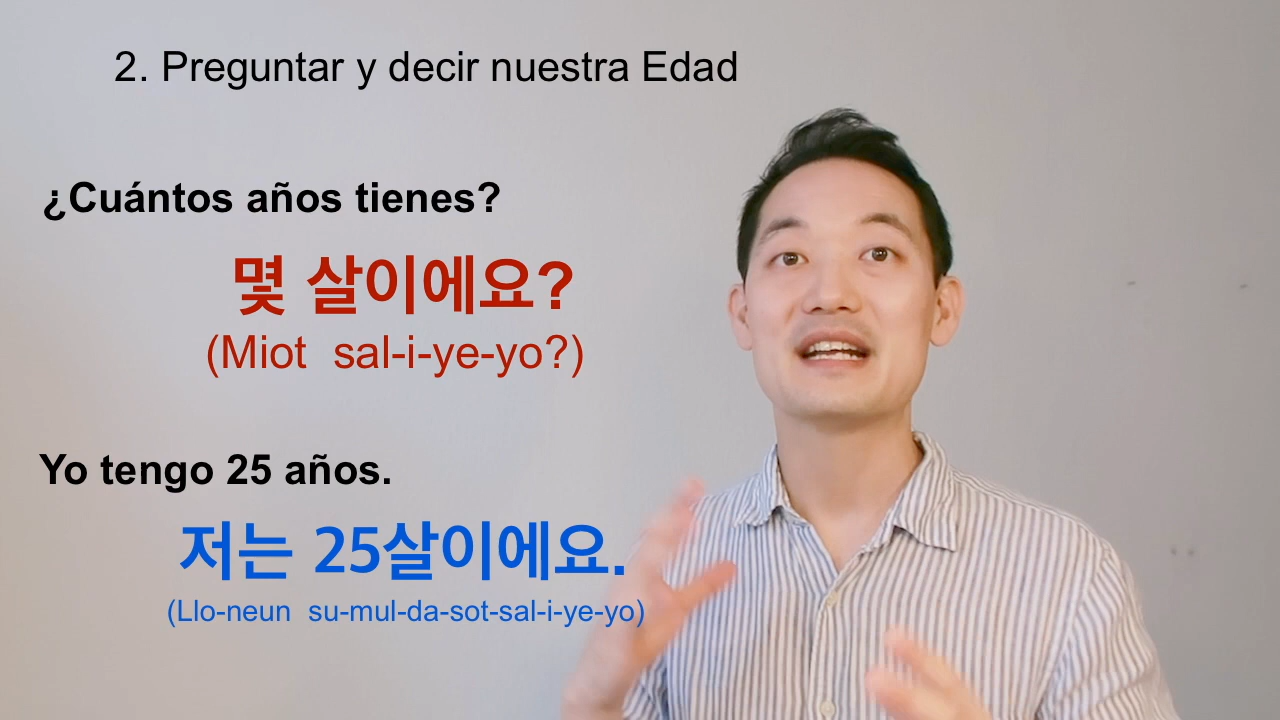 2. Preguntar y decir nuestra Edad
¿Cuántos años tienes?
몇 살이에요?
(Miot sal-i-ye-yo?)
Yo tengo 25 años.
저는 25살이에요.
(Llo-neun su-mul-da-sot-sal-i-ye-yo)